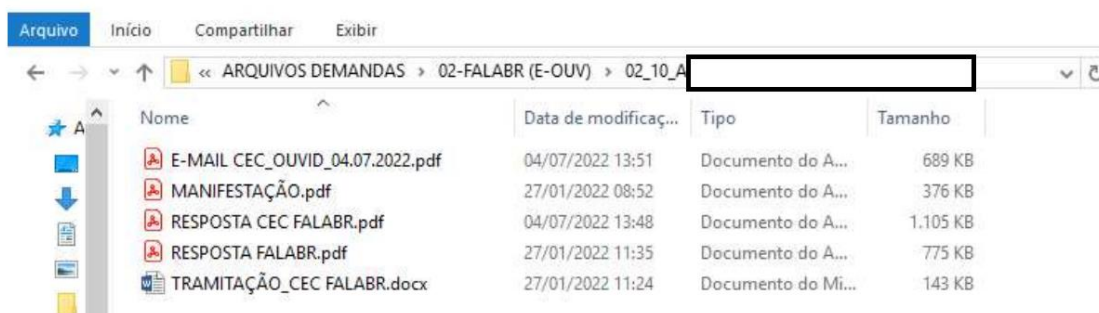 Arquivo Início Compartilhar Exibir
« ARQUIVOS DEMANDAS › 02-FALABR (E-OUV) › 02_10_A
Nome Data de modificaç... Tipo Tamanho
A
E-MAIL CEC_OUVID_04.07.2022.pdf 04/07/2022 13:51 Documento do A... 689 KB
MANIFESTAÇÃO.pdf 27/01/2022 08:52 Documento do A... 376 KB
RESPOSTA CEC FALABR.pdf 04/07/2022 13:48 Documento do A... 1.105 KB
RESPOSTA FALABR.pdf 27/01/2022 11:35 Documento do A... 775 KB
TRAMITAÇÃO_CEC FALABR.docx 27/01/2022 11:24 Documento do Mi... 143 KB